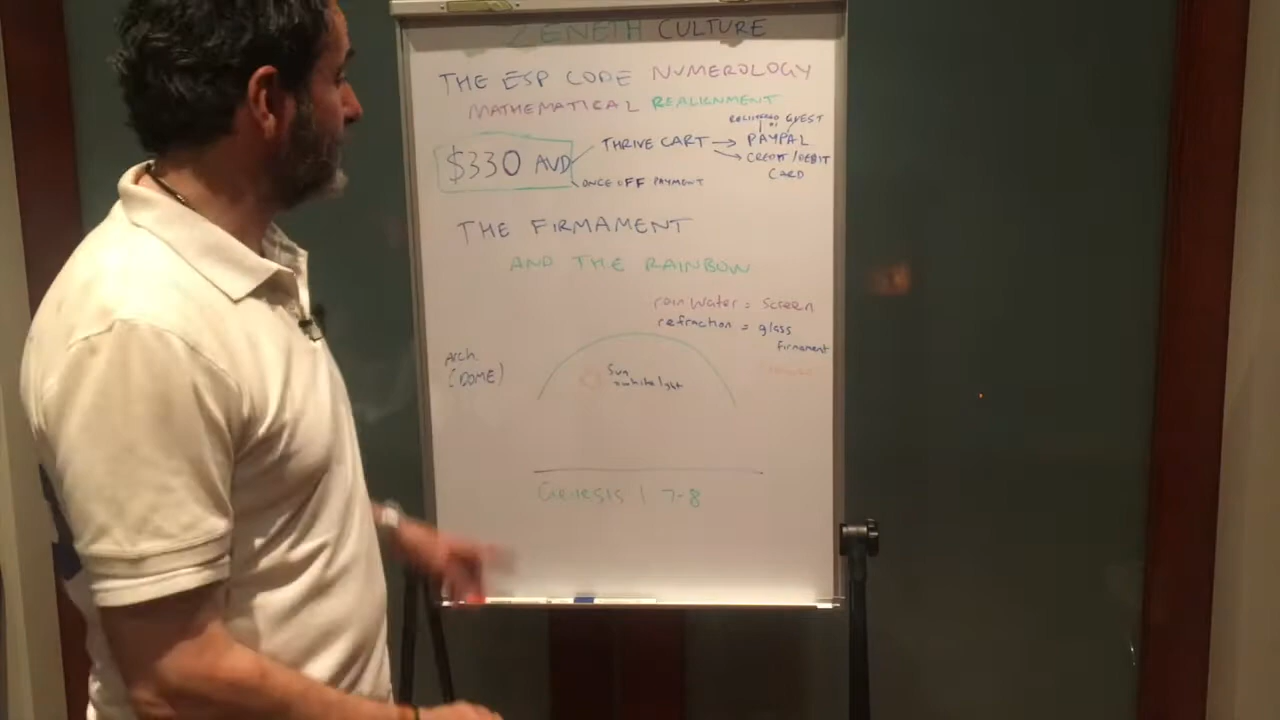 ZENETH CULTURE
THE ESP CODE NUMEROLOGY
MATHEMATICAL REALIGNMENT
REGISTERED OR GUEST
$330 AUD
THRIVE CART → PAYPAL
→ CREDIT/DEBIT
CARD
ONCE OFF PAYMENT
THE FIRMAMENT
AND THE RAINBOW
rain water = screen
refraction = glass
firmament
Arch
(DOME)
Sun
= white light
Genesis 1 7-8